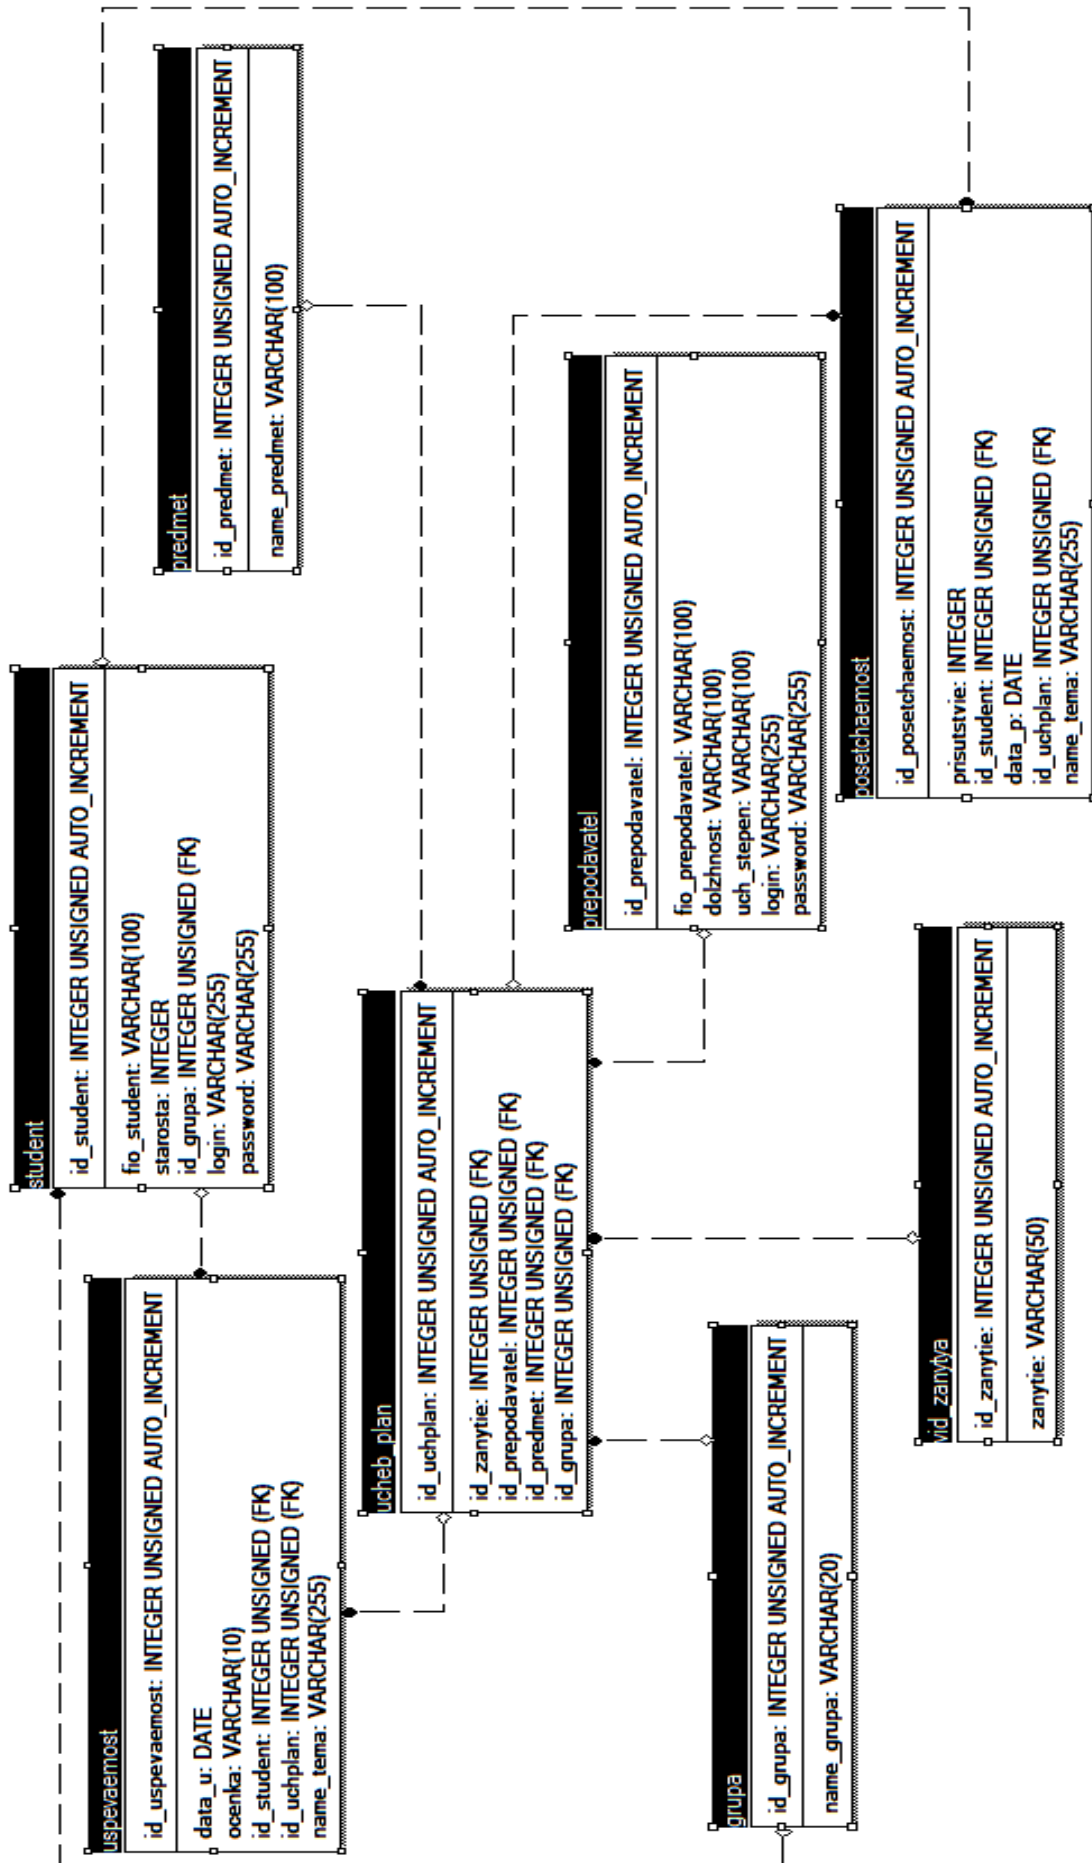 uspevaemost
id_uspevaemost: INTEGER UNSIGNED AUTO_INCREMENT
data_u: DATE
ocenka: VARCHAR(10)
id_student: INTEGER UNSIGNED (FK)
id_uchplan: INTEGER UNSIGNED (FK)
name_tema: VARCHAR(255)
student
id_student: INTEGER UNSIGNED AUTO_INCREMENT
fio_student: VARCHAR(100)
starosta: INTEGER
id_grupa: INTEGER UNSIGNED (FK)
login: VARCHAR(255)
password: VARCHAR(255)
predmet
id_predmet: INTEGER UNSIGNED AUTO_INCREMENT
name_predmet: VARCHAR(100)
ucheb_plan
id_uchplan: INTEGER UNSIGNED AUTO_INCREMENT
id_zanytie: INTEGER UNSIGNED (FK)
id_prepodavatel: INTEGER UNSIGNED (FK)
id_predmet: INTEGER UNSIGNED (FK)
id_grupa: INTEGER UNSIGNED (FK)
prepodavatel
id_prepodavatel: INTEGER UNSIGNED AUTO_INCREMENT
fio_prepodavatel: VARCHAR(100)
dolzhnost: VARCHAR(100)
uch_stepen: VARCHAR(100)
login: VARCHAR(255)
password: VARCHAR(255)
grupa
id_grupa: INTEGER UNSIGNED AUTO_INCREMENT
name_grupa: VARCHAR(20)
vid_zanytya
id_zanytie: INTEGER UNSIGNED AUTO_INCREMENT
zanytie: VARCHAR(50)
posetchaemost
id_posetchaemost: INTEGER UNSIGNED AUTO_INCREMENT
prisutstvie: INTEGER
id_student: INTEGER UNSIGNED (FK)
data_p: DATE
id_uchplan: INTEGER UNSIGNED (FK)
name_tema: VARCHAR(255)